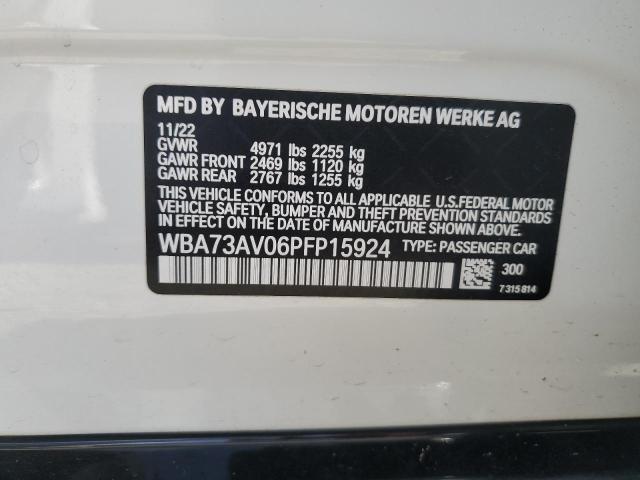 MFD BY BAYERISCHE MOTOREN WERKE AG
11/22
GVWR 4971 lbs 2255 kg
GAWR FRONT 2469 lbs 1120 kg
GAWR REAR 2767 lbs 1255 kg
THIS VEHICLE CONFORMS TO ALL APPLICABLE U.S.FEDERAL MOTOR
VEHICLE SAFETY, BUMPER AND THEFT PREVENTION STANDARDS IN
EFFECT ON THE DATE OF MANUFACTURE SHOWN ABOVE.
WBA73AV06PFP15924 TYPE: PASSENGER CAR
300
7315814